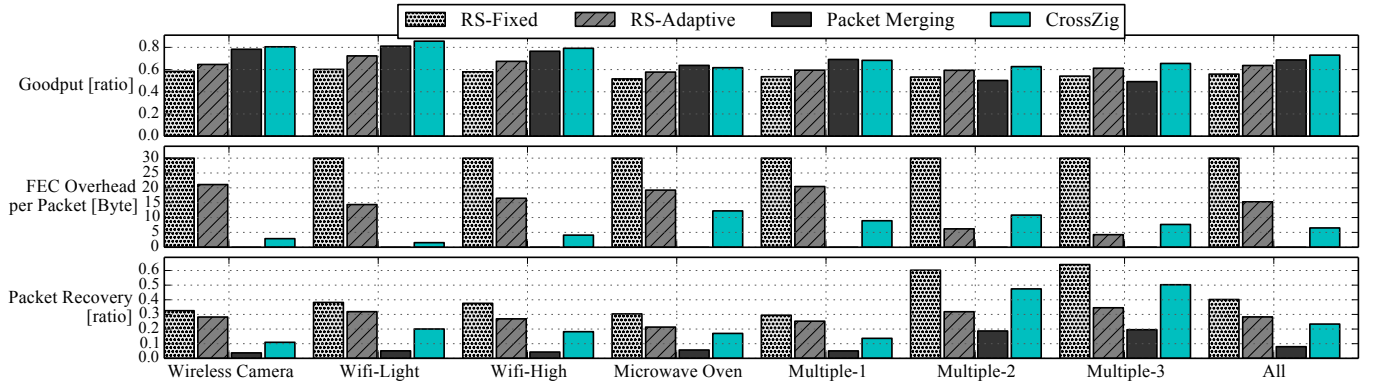 RS-Fixed RS-Adaptive Packet Merging CrossZig
0.8
0.6
Goodput [ratio]
0.4
0.2
0.0
30
25
FEC Overhead
20
per Packet [Byte]
15
10
5
0
0.6
0.5
Packet Recovery
0.4
[ratio]
0.3
0.2
0.1
0.0
Wireless Camera Wifi-Light Wifi-High Microwave Oven Multiple-1 Multiple-2 Multiple-3 All